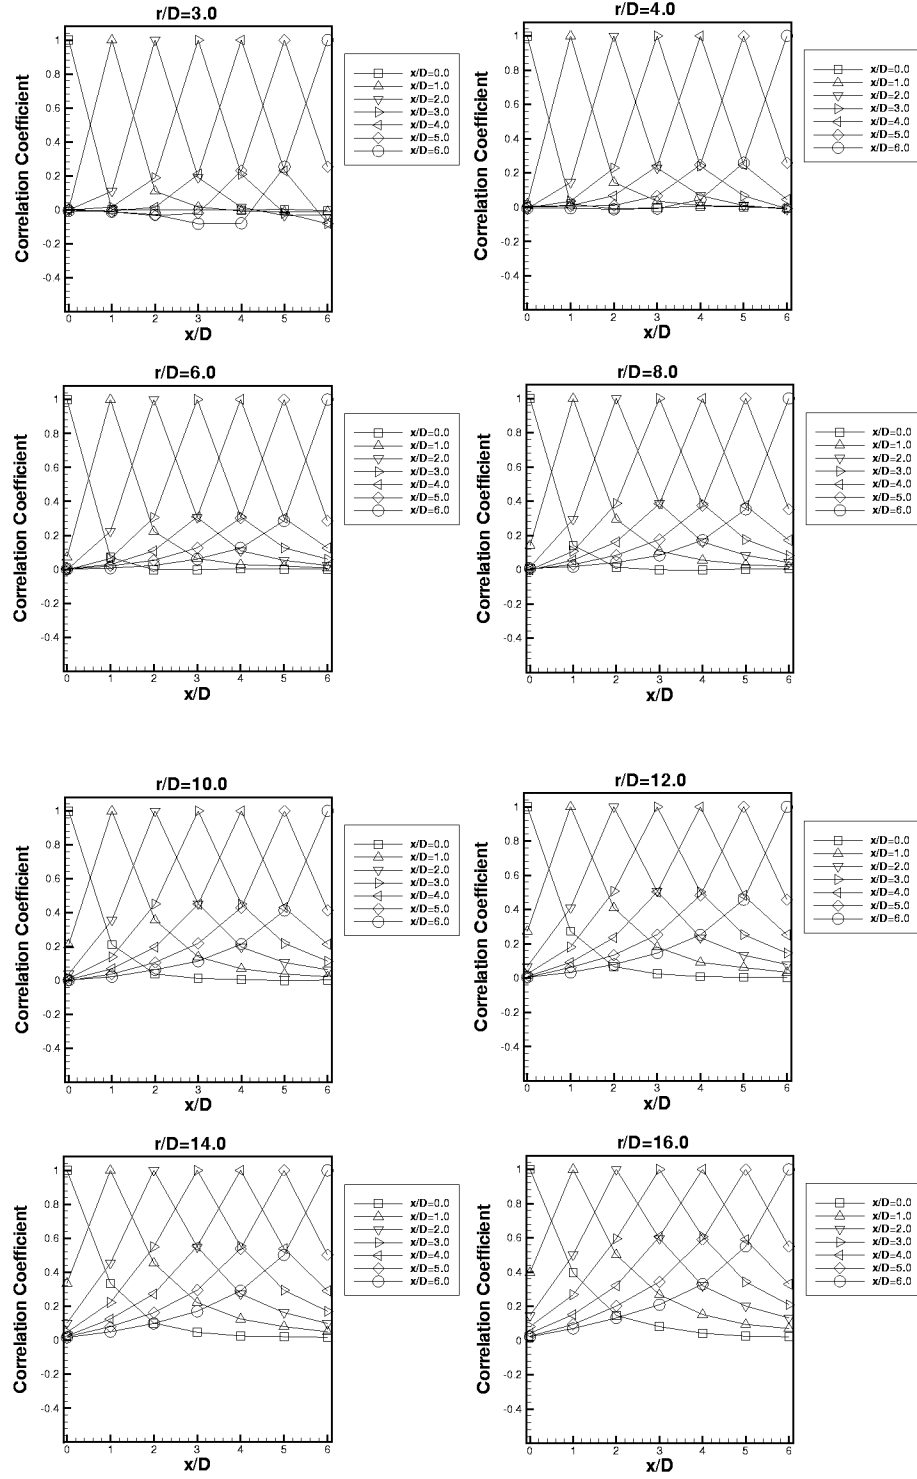 r/D=3.0
Correlation Coefficient
1
0.8
0.6
0.4
0.2
0
-0.2
-0.4
0 1 2 3 4 5 6
x/D
x/D=0.0
x/D=1.0
x/D=2.0
x/D=3.0
x/D=4.0
x/D=5.0
x/D=6.0
r/D=4.0
Correlation Coefficient
1
0.8
0.6
0.4
0.2
0
-0.2
-0.4
0 1 2 3 4 5 6
x/D
x/D=0.0
x/D=1.0
x/D=2.0
x/D=3.0
x/D=4.0
x/D=5.0
x/D=6.0
r/D=6.0
Correlation Coefficient
1
0.8
0.6
0.4
0.2
0
-0.2
-0.4
0 1 2 3 4 5 6
x/D
x/D=0.0
x/D=1.0
x/D=2.0
x/D=3.0
x/D=4.0
x/D=5.0
x/D=6.0
r/D=8.0
Correlation Coefficient
1
0.8
0.6
0.4
0.2
0
-0.2
-0.4
0 1 2 3 4 5 6
x/D
x/D=0.0
x/D=1.0
x/D=2.0
x/D=3.0
x/D=4.0
x/D=5.0
x/D=6.0
r/D=10.0
Correlation Coefficient
1
0.8
0.6
0.4
0.2
0
-0.2
-0.4
0 1 2 3 4 5 6
x/D
x/D=0.0
x/D=1.0
x/D=2.0
x/D=3.0
x/D=4.0
x/D=5.0
x/D=6.0
r/D=12.0
Correlation Coefficient
1
0.8
0.6
0.4
0.2
0
-0.2
-0.4
0 1 2 3 4 5 6
x/D
x/D=0.0
x/D=1.0
x/D=2.0
x/D=3.0
x/D=4.0
x/D=5.0
x/D=6.0
r/D=14.0
Correlation Coefficient
1
0.8
0.6
0.4
0.2
0
-0.2
-0.4
0 1 2 3 4 5 6
x/D
x/D=0.0
x/D=1.0
x/D=2.0
x/D=3.0
x/D=4.0
x/D=5.0
x/D=6.0
r/D=16.0
Correlation Coefficient
1
0.8
0.6
0.4
0.2
0
-0.2
-0.4
0 1 2 3 4 5 6
x/D
x/D=0.0
x/D=1.0
x/D=2.0
x/D=3.0
x/D=4.0
x/D=5.0
x/D=6.0